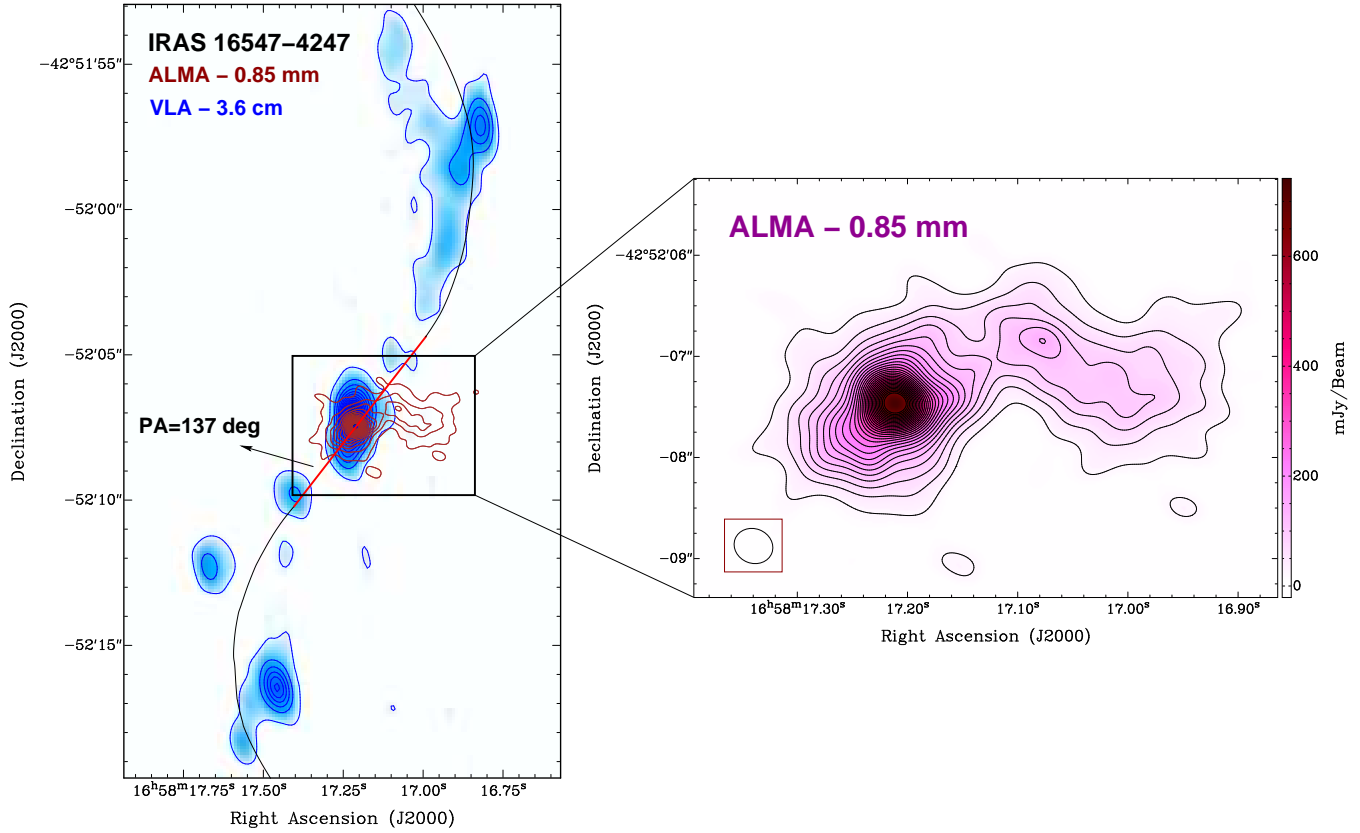 IRAS 16547−4247
ALMA − 0.85 mm
VLA − 3.6 cm
−42°51′55″
−52′00″
−52′05″
−52′10″
−52′15″
Declination (J2000)
PA=137 deg
16h58m17.75s 17.50s 17.25s 17.00s 16.75s
Right Ascension (J2000)
ALMA − 0.85 mm
−42°52′06″
−07″
−08″
−09″
Declination (J2000)
16h58m17.30s 17.20s 17.10s 17.00s 16.90s
Right Ascension (J2000)
600
400
200
0
mJy/Beam